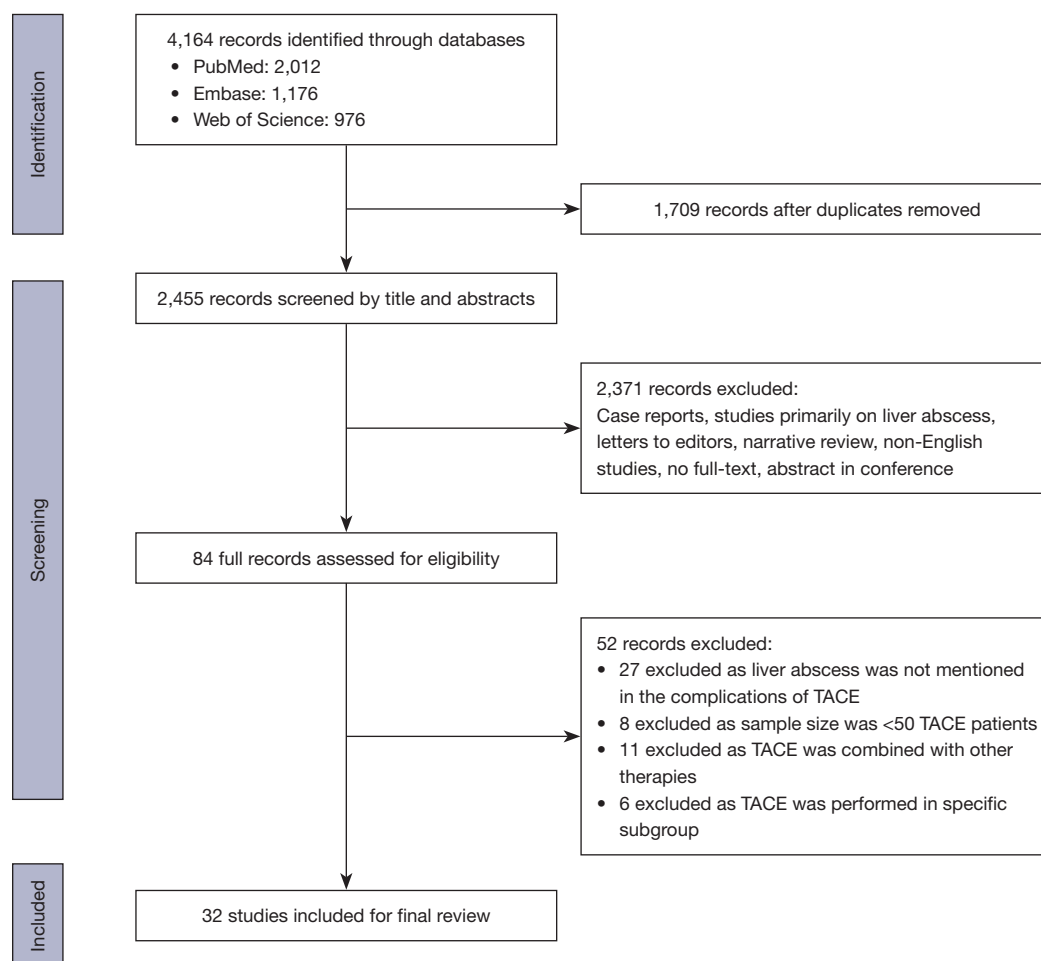 Identification
4,164 records identified through databases
• PubMed: 2,012
• Embase: 1,176
• Web of Science: 976
1,709 records after duplicates removed
Screening
2,455 records screened by title and abstracts
2,371 records excluded:
Case reports, studies primarily on liver abscess,
letters to editors, narrative review, non-English
studies, no full-text, abstract in conference
84 full records assessed for eligibility
52 records excluded:
• 27 excluded as liver abscess was not mentioned
in the complications of TACE
• 8 excluded as sample size was <50 TACE patients
• 11 excluded as TACE was combined with other
therapies
• 6 excluded as TACE was performed in specific
subgroup
Included
32 studies included for final review